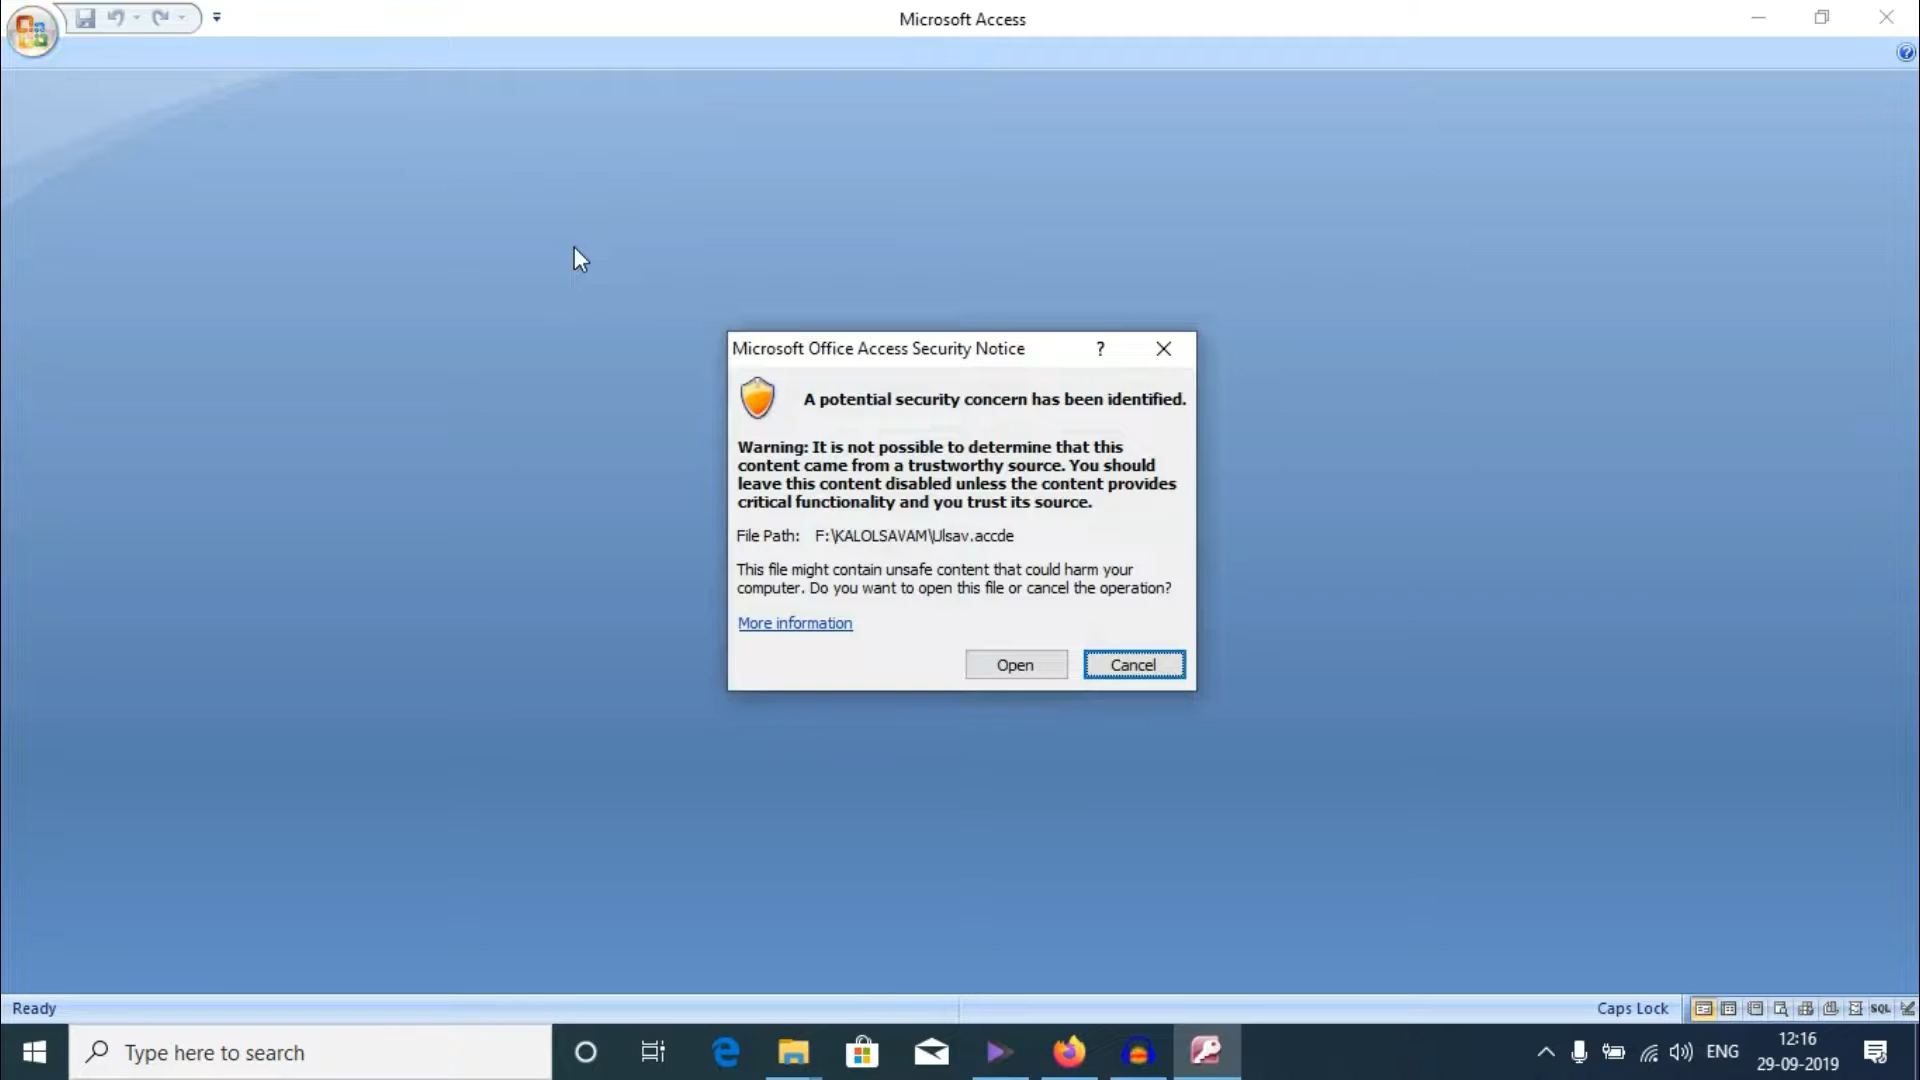 Microsoft Access
Microsoft Office Access Security Notice
?
A potential security concern has been identified.
Warning: It is not possible to determine that this
content came from a trustworthy source. You should
leave this content disabled unless the content provides
critical functionality and you trust its source.
File Path: F:\KALOLSAVAM\Ulsav.accde
This file might contain unsafe content that could harm your
computer. Do you want to open this file or cancel the operation?
More information
Open Cancel
Ready Caps Lock SQL
Type here to search
ENG
12:16
29-09-2019